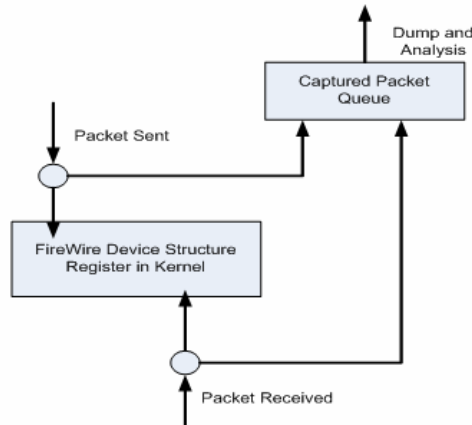 Dump and
Analysis
Captured Packet
Queue
Packet Sent
FireWire Device Structure
Register in Kernel
Packet Received